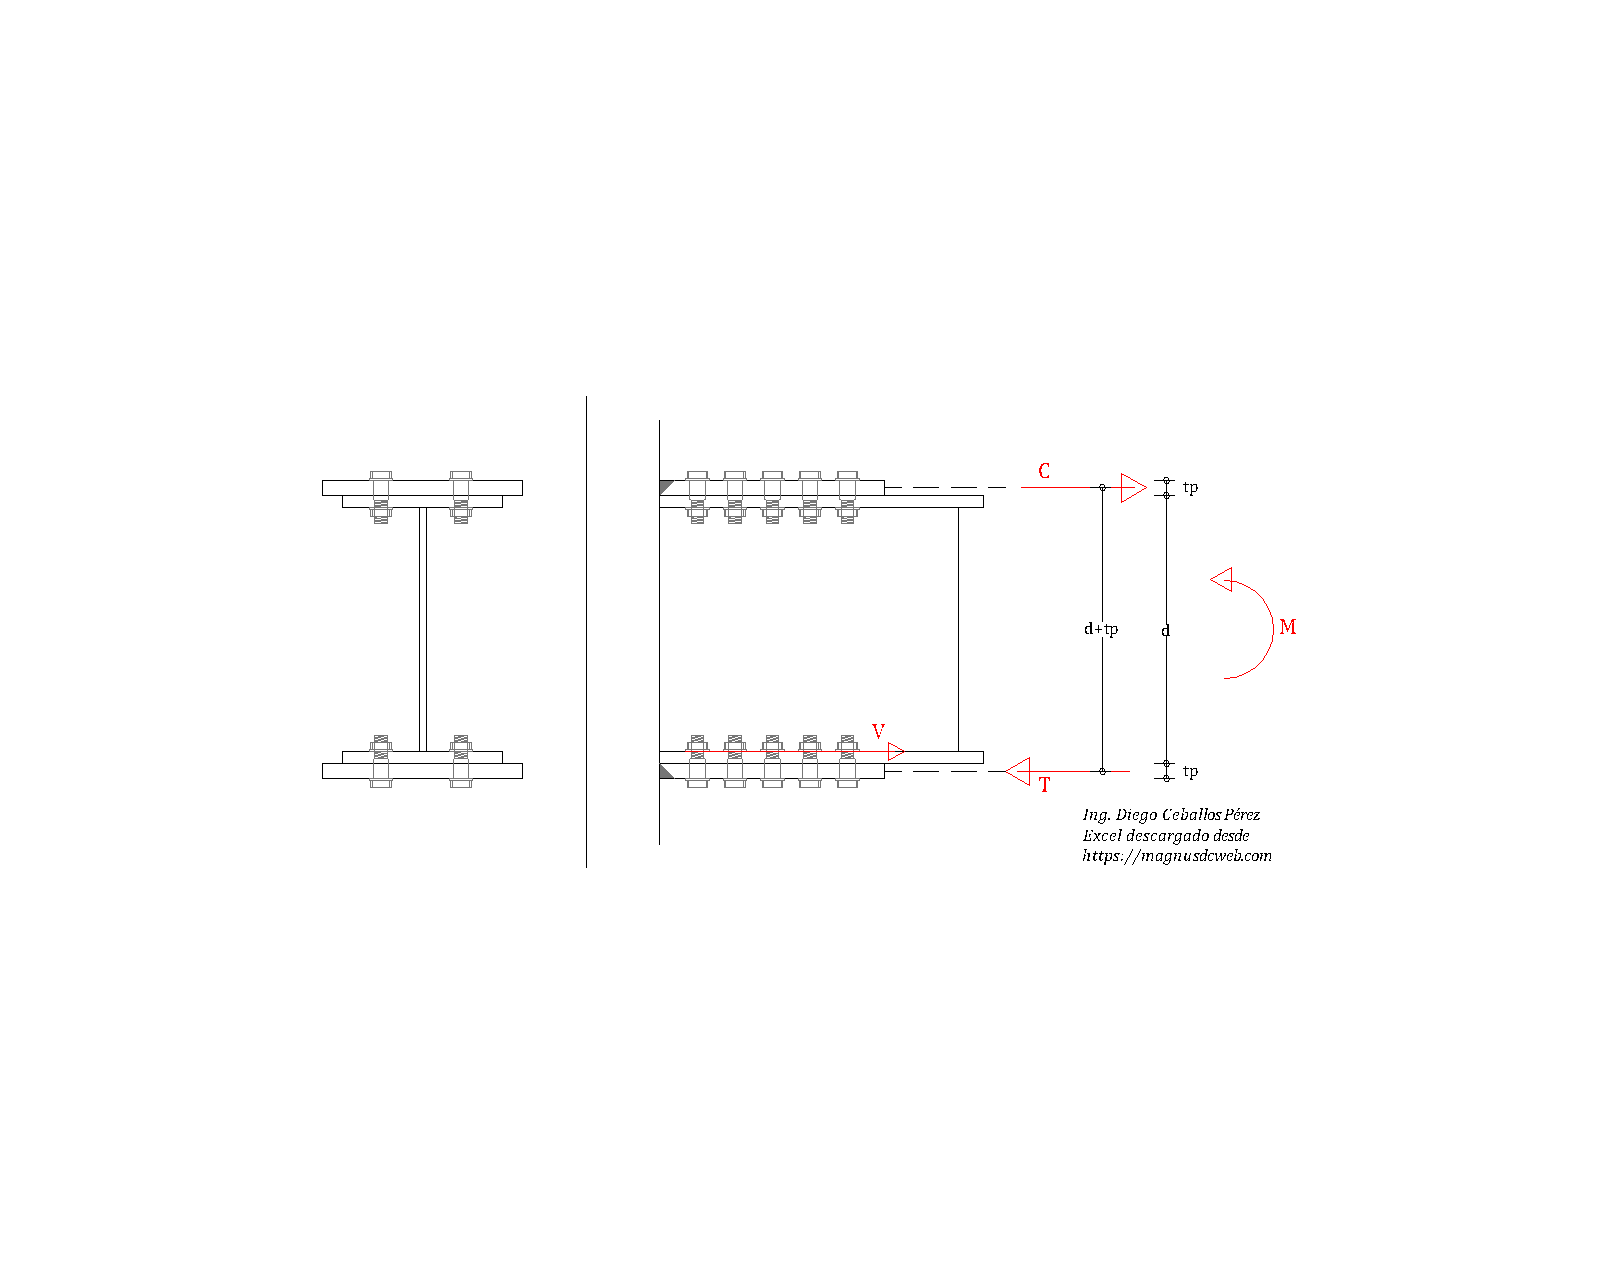 C
tp
d+tp
d
M
V
T
tp
Ing. Diego Ceballos Pérez
Excel descargado desde
https://magnusdcweb.com